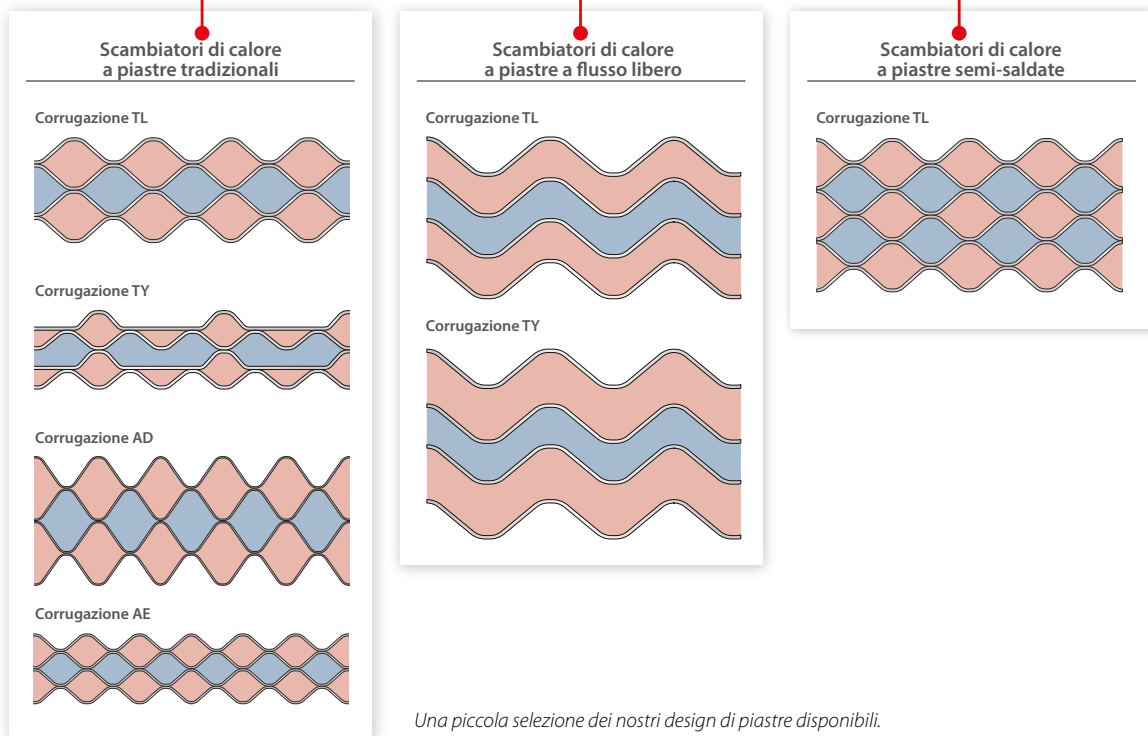 Scambiatori di calore
a piastre tradizionali
Corrugazione TL
Corrugazione TY
Corrugazione AD
Corrugazione AE
Scambiatori di calore
a piastre a flusso libero
Corrugazione TL
Corrugazione TY
Scambiatori di calore
a piastre semi-saldate
Corrugazione TL
Una piccola selezione dei nostri design di piastre disponibili.